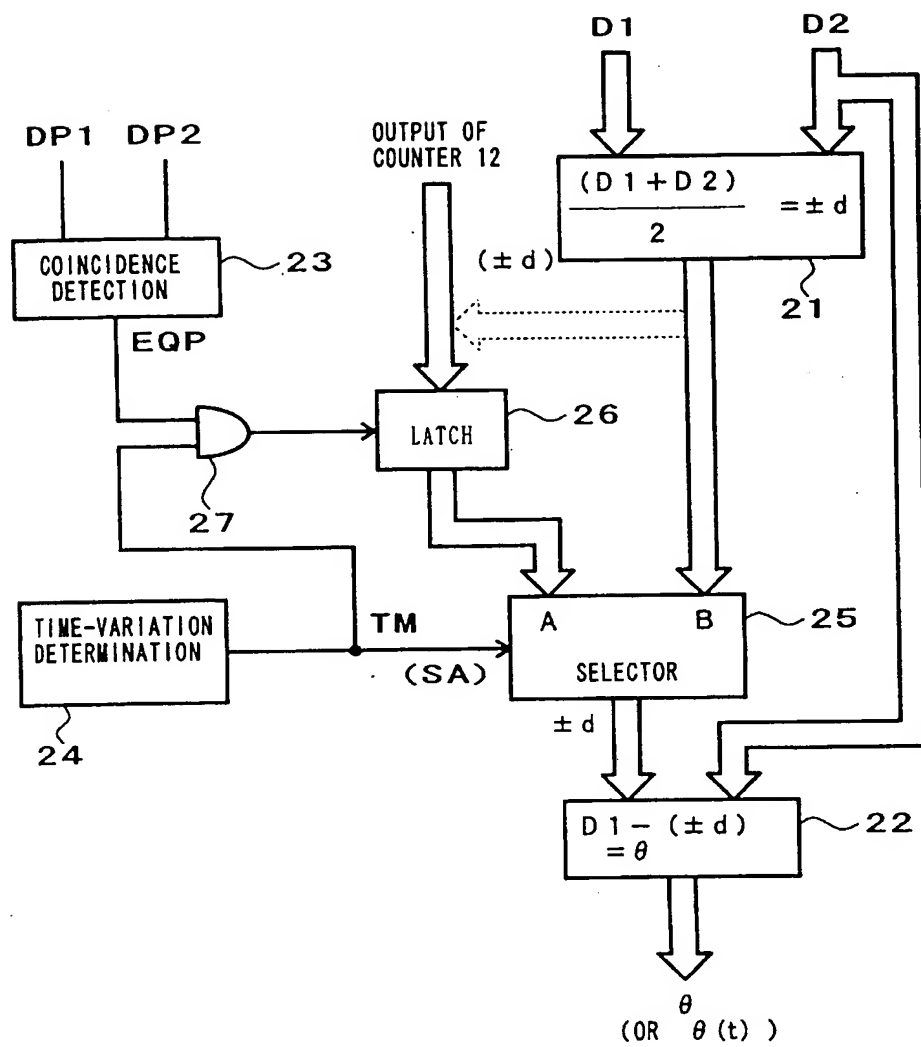 D1
D2
DP1
DP2
OUTPUT OF
COUNTER 12
(D1+D2)
2
=±d
COINCIDENCE
DETECTION
23
(±d)
21
EQP
LATCH
26
27
TIME-VARIATION
DETERMINATION
TM
(SA)
A
B
SELECTOR
25
24
±d
D1-(±d)
=θ
22
θ
(OR θ(t) )